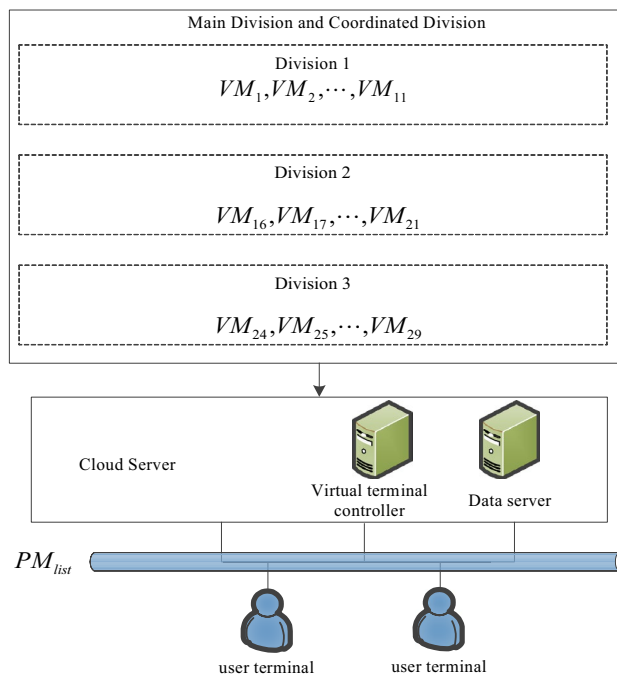 Main Division and Coordinated Division
Division 1
VM₁,VM₂,⋯,VM₁₁
Division 2
VM₁₆,VM₁₇,⋯,VM₂₁
Division 3
VM₂₄,VM₂₅,⋯,VM₂₉
Cloud Server
Virtual terminal
controller
Data server
PM_list
user terminal
user terminal